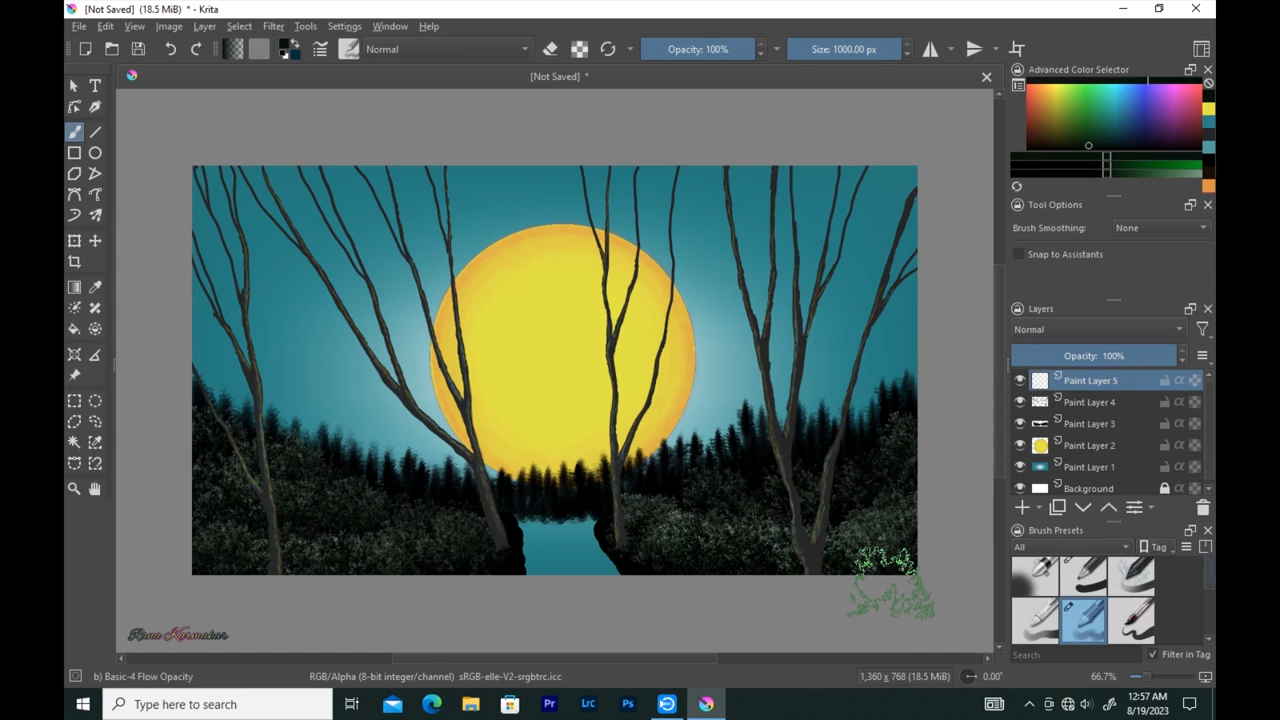 [Not Saved] (18.5 MiB) * - Krita
File Edit View Image Layer Select Filter Tools Settings Window Help
Normal Opacity: 100% Size: 1000.00 px
[Not Saved] *
Advanced Color Selector
Tool Options
Brush Smoothing: None
Snap to Assistants
Layers
Normal
Opacity: 100%
Paint Layer 5
Paint Layer 4
Paint Layer 3
Paint Layer 2
Paint Layer 1
Background
Brush Presets
All Tag
Search Filter in Tag
Rana Karmakar
b) Basic-4 Flow Opacity RGB/Alpha (8-bit integer/channel) sRGB-elle-V2-srgbtrc.icc 1,360 x 768 (18.5 MiB) 0.00° 66.7%
Type here to search Pr Lrc Ps 12:57 AM
8/19/2023